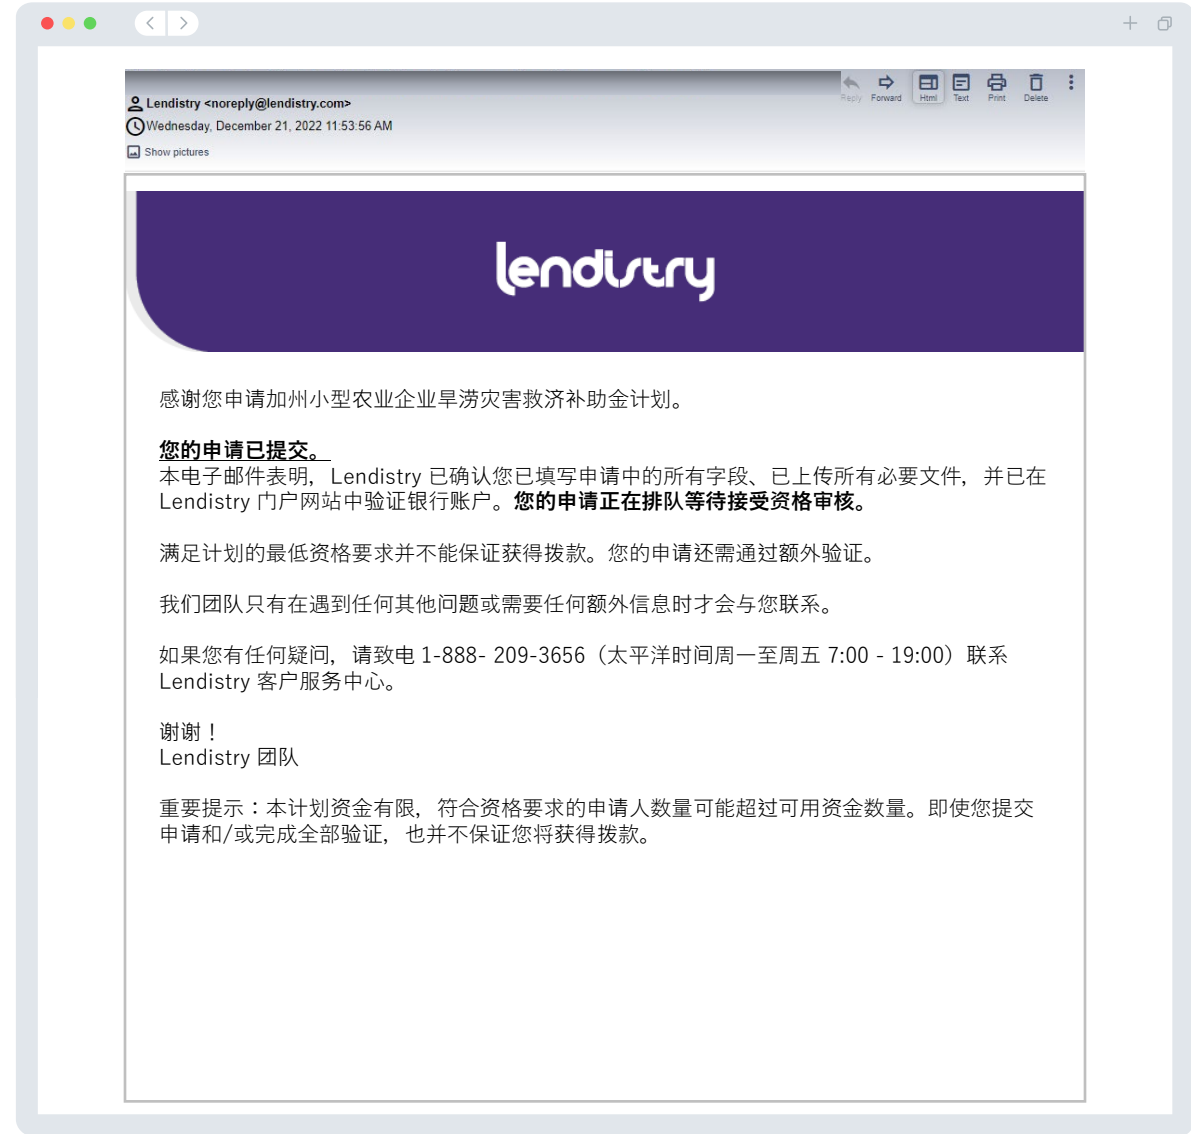 Lendistry <noreply@lendistry.com>
Wednesday, December 21, 2022 11:53:56 AM
Show pictures
Reply Forward Html Text Print Delete
lendistry
感谢您申请加州小型农业企业旱涝灾害救济补助金计划。
您的申请已提交。
本电子邮件表明，Lendistry 已确认您已填写申请中的所有字段、已上传所有必要文件，并已在
Lendistry 门户网站中验证银行账户。您的申请正在排队等待接受资格审核。
满足计划的最低资格要求并不能保证获得拨款。您的申请还需通过额外验证。
我们团队只有在遇到任何其他问题或需要任何额外信息时才会与您联系。
如果您有任何疑问，请致电 1-888- 209-3656（太平洋时间周一至周五 7:00 - 19:00）联系
Lendistry 客户服务中心。
谢谢！
Lendistry 团队
重要提示：本计划资金有限，符合资格要求的申请人数量可能超过可用资金数量。即使您提交
申请和/或完成全部验证，也并不保证您将获得拨款。